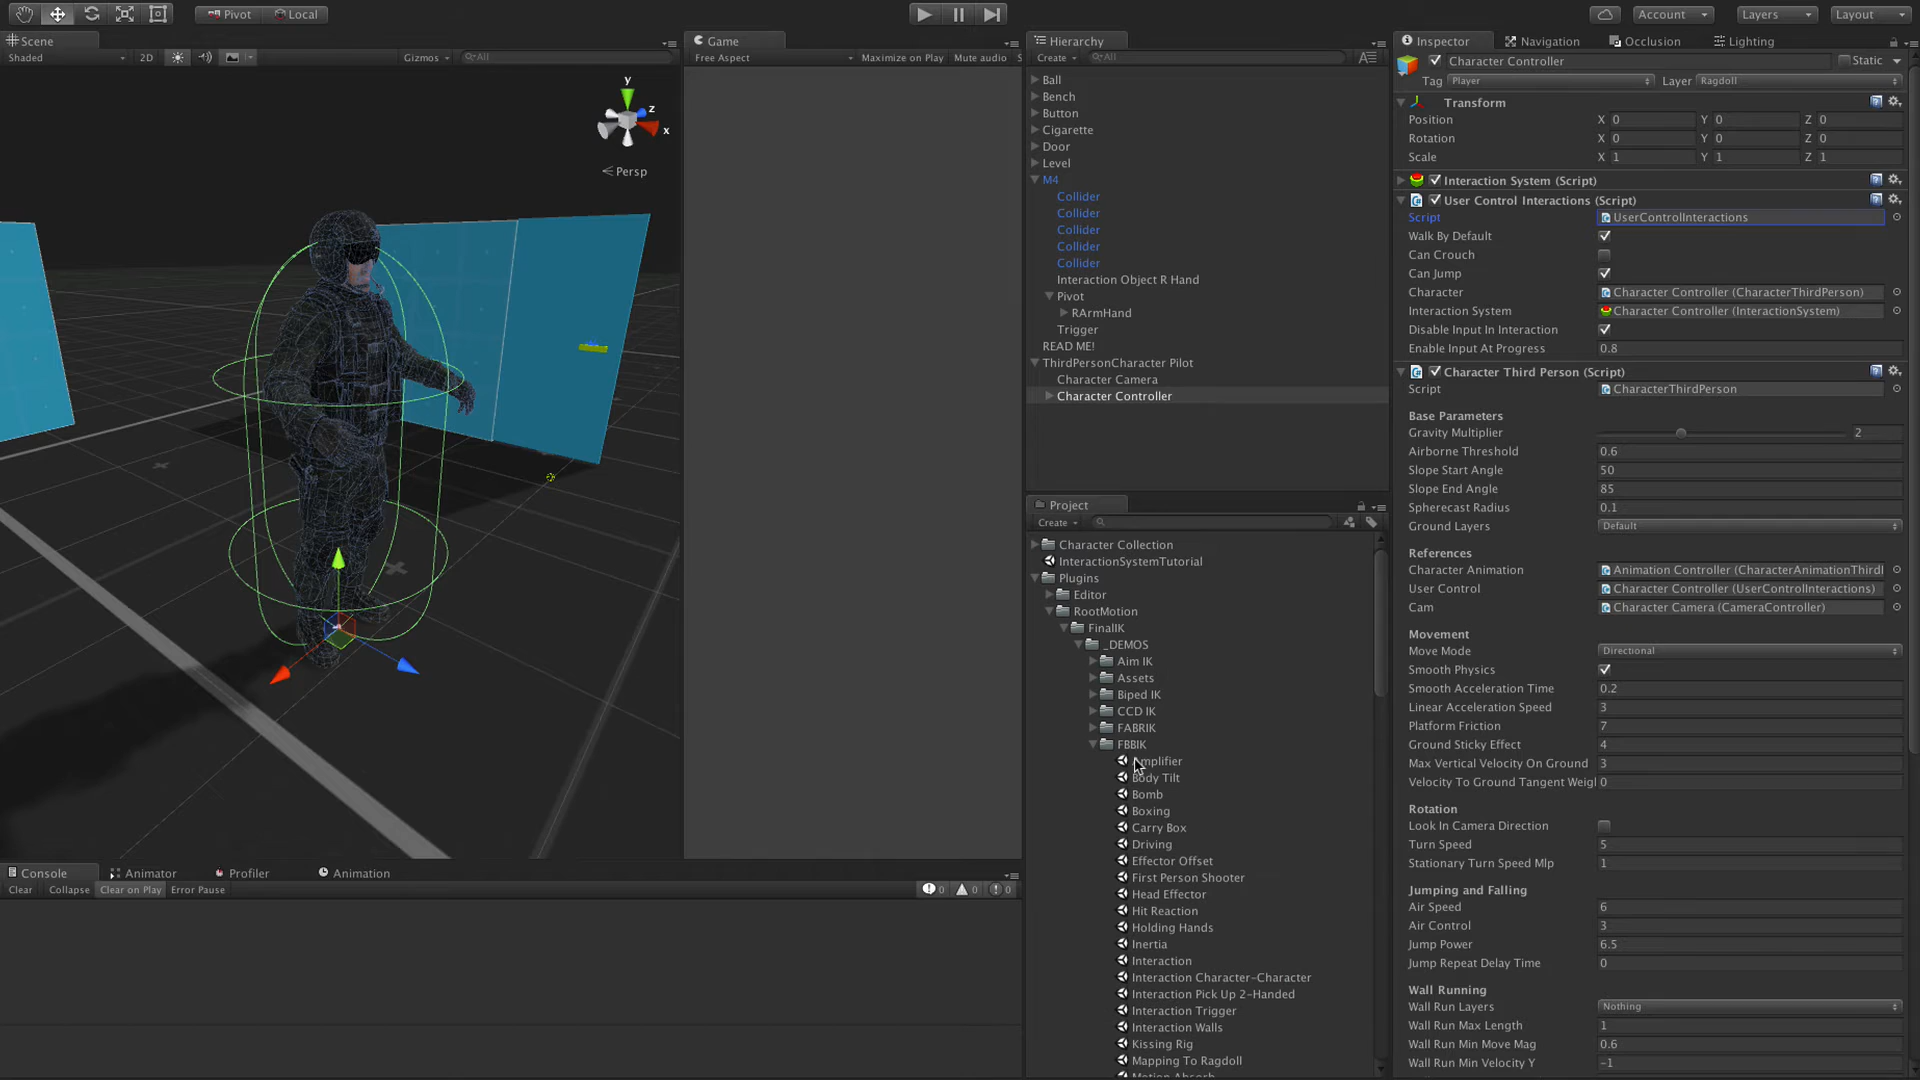 Pivot Local Account Layers Layout
Scene
Shaded 2D Gizmos All
y
z
x
Persp
Game
Free Aspect Maximize on Play Mute audio S
Hierarchy
Create All
Ball
Bench
Button
Cigarette
Door
Level
M4
Collider
Collider
Collider
Collider
Collider
Interaction Object R Hand
Pivot
RArmHand
Trigger
READ ME!
ThirdPersonCharacter Pilot
Character Camera
Character Controller
Project
Create
Character Collection
InteractionSystemTutorial
Plugins
Editor
RootMotion
FinalIK
_DEMOS
Aim IK
Assets
Biped IK
CCD IK
FABRIK
FBBIK
Amplifier
Body Tilt
Bomb
Boxing
Carry Box
Driving
Effector Offset
First Person Shooter
Head Effector
Hit Reaction
Holding Hands
Inertia
Interaction
Interaction Character-Character
Interaction Pick Up 2-Handed
Interaction Trigger
Interaction Walls
Kissing Rig
Mapping To Ragdoll
Motion Absorb
Inspector Navigation Occlusion Lighting
Character Controller Static
Tag Player Layer Ragdoll
Transform
Position X 0 Y 0 Z 0
Rotation X 0 Y 0 Z 0
Scale X 1 Y 1 Z 1
Interaction System (Script)
User Control Interactions (Script)
Script UserControlInteractions
Walk By Default
Can Crouch
Can Jump
Character Character Controller (CharacterThirdPerson)
Interaction System Character Controller (InteractionSystem)
Disable Input In Interaction
Enable Input At Progress 0.8
Character Third Person (Script)
Script CharacterThirdPerson
Base Parameters
Gravity Multiplier 2
Airborne Threshold 0.6
Slope Start Angle 50
Slope End Angle 85
Spherecast Radius 0.1
Ground Layers Default
References
Character Animation Animation Controller (CharacterAnimationThirdI
User Control Character Controller (UserControlInteractions)
Cam Character Camera (CameraController)
Movement
Move Mode Directional
Smooth Physics
Smooth Acceleration Time 0.2
Linear Acceleration Speed 3
Platform Friction 7
Ground Sticky Effect 4
Max Vertical Velocity On Ground 3
Velocity To Ground Tangent Weigl 0
Rotation
Look In Camera Direction
Turn Speed 5
Stationary Turn Speed Mlp 1
Jumping and Falling
Air Speed 6
Air Control 3
Jump Power 6.5
Jump Repeat Delay Time 0
Wall Running
Wall Run Layers Nothing
Wall Run Max Length 1
Wall Run Min Move Mag 0.6
Wall Run Min Velocity Y -1
Console Animator Profiler Animation
Clear Collapse Clear on Play Error Pause 0 0 0